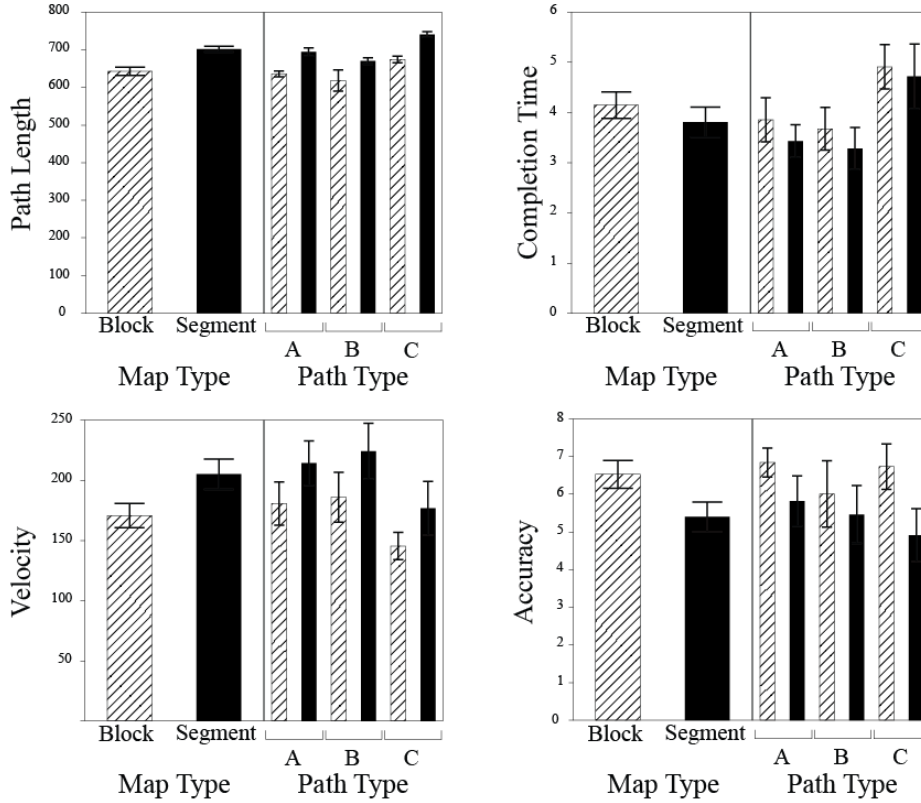 Path Length
800
700
600
500
400
300
200
100
0
Block Segment
A B C
Map Type Path Type
Completion Time
6
5
4
3
2
1
0
Block Segment
A B C
Map Type Path Type
Velocity
250
200
150
100
50
Block Segment
A B C
Map Type Path Type
Accuracy
8
7
6
5
4
3
2
1
0
Block Segment
A B C
Map Type Path Type